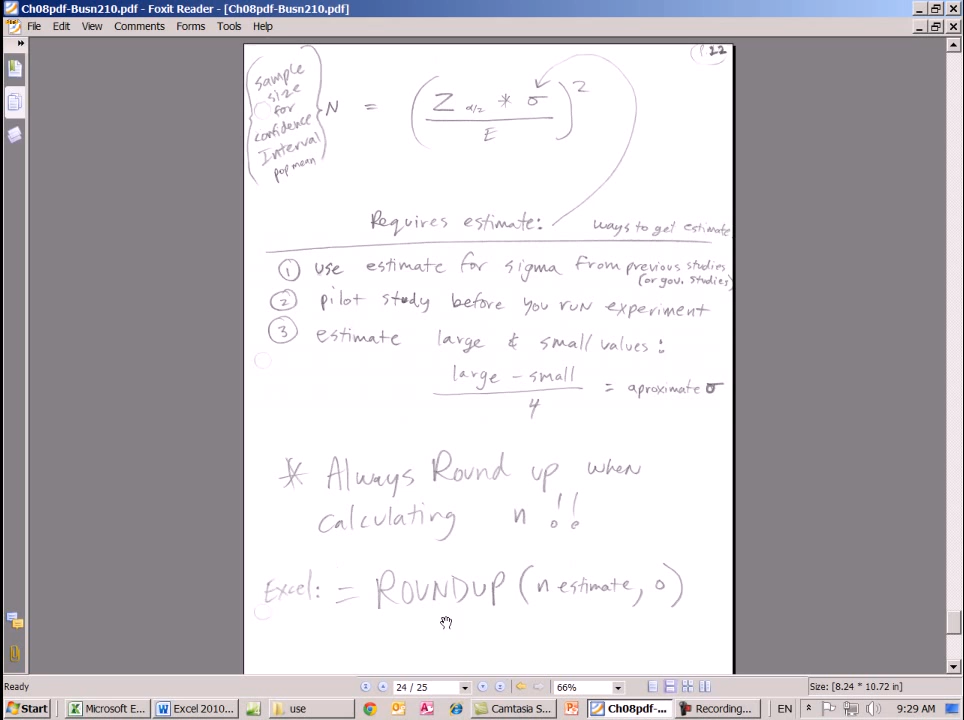 Ch08pdf-Busn210.pdf - Foxit Reader - [Ch08pdf-Busn210.pdf]
File Edit View Comments Forms Tools Help
22
Sample
size
for
confidence
Interval
pop mean
N = (Z α/2 * σ / E)²
Requires estimate:
ways to get estimate
① use estimate for sigma from previous studies
(or gov. studies)
② pilot study before you run experiment
③ estimate large & small values:
large - small
4
= aproximate σ
* Always Round up when
calculating n !!
Excel: = ROUNDUP(n estimate, 0)
Ready
24 / 25
66%
Size: [8.24 * 10.72 in]
Start
Microsoft E...
Excel 2010...
use
Camtasia S...
Ch08pdf-...
Recording...
EN
9:29 AM